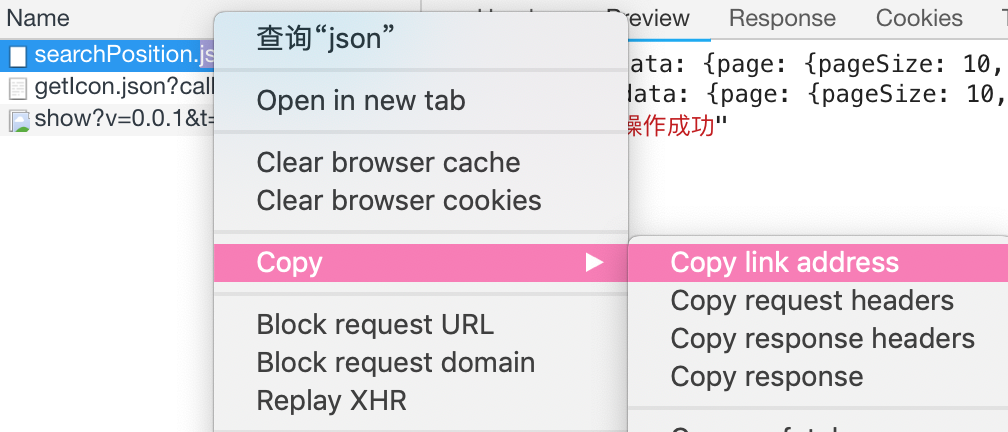 Name
Preview
Response
Cookies
searchPosition.js
查询“json”
ata: {page: {pageSize: 10,
getIcon.json?call
Open in new tab
data: {page: {pageSize: 10,
show?v=0.0.1&t=
操作成功"
Clear browser cache
Clear browser cookies
Copy
Copy link address
Copy request headers
Block request URL
Copy response headers
Block request domain
Copy response
Replay XHR